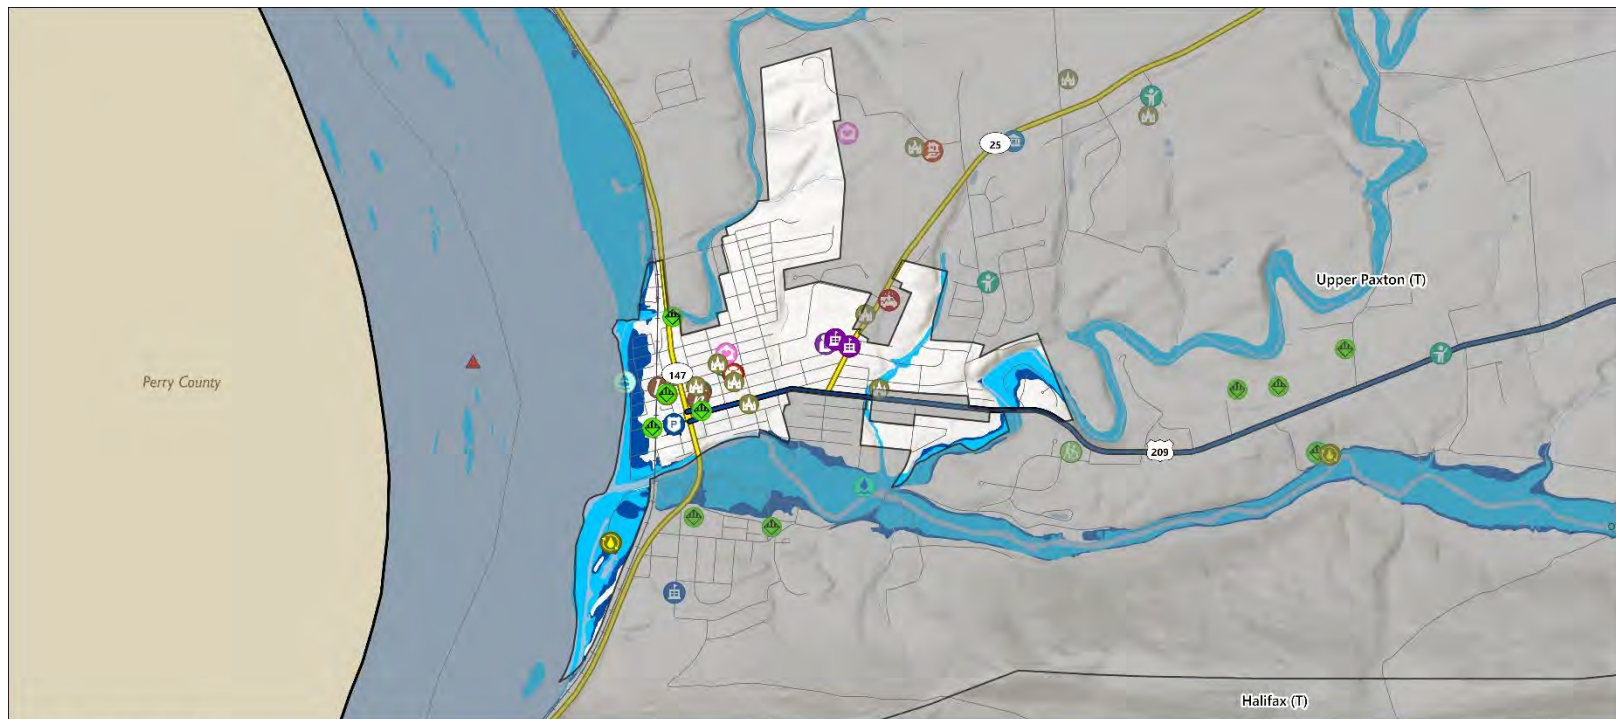 25
Upper Paxton (T)
Perry County
147
P
209
Halifax (T)